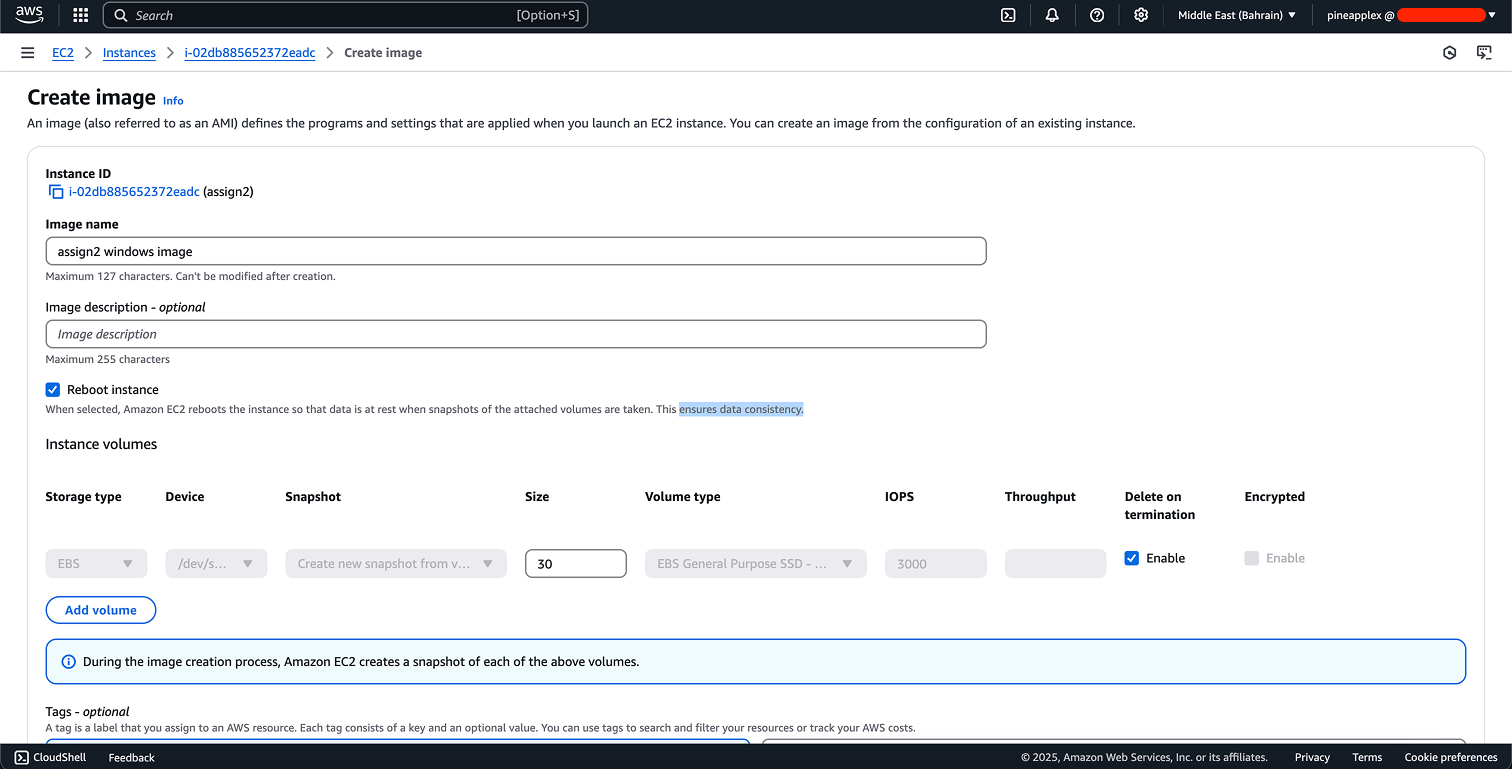 aws
Search [Option+S] Middle East (Bahrain) pineapplex @
EC2 Instances i-02db885652372eadc Create image
Create image Info
An image (also referred to as an AMI) defines the programs and settings that are applied when you launch an EC2 instance. You can create an image from the configuration of an existing instance.
Instance ID
i-02db885652372eadc (assign2)
Image name
assign2 windows image
Maximum 127 characters. Can't be modified after creation.
Image description - optional
Image description
Maximum 255 characters
Reboot instance
When selected, Amazon EC2 reboots the instance so that data is at rest when snapshots of the attached volumes are taken. This ensures data consistency.
Instance volumes
Storage type Device Snapshot Size Volume type IOPS Throughput Delete on Encrypted
termination
EBS /dev/s... Create new snapshot from v... 30 EBS General Purpose SSD - ... 3000 Enable Enable
Add volume
During the image creation process, Amazon EC2 creates a snapshot of each of the above volumes.
Tags - optional
A tag is a label that you assign to an AWS resource. Each tag consists of a key and an optional value. You can use tags to search and filter your resources or track your AWS costs.
CloudShell Feedback © 2025, Amazon Web Services, Inc. or its affiliates. Privacy Terms Cookie preferences